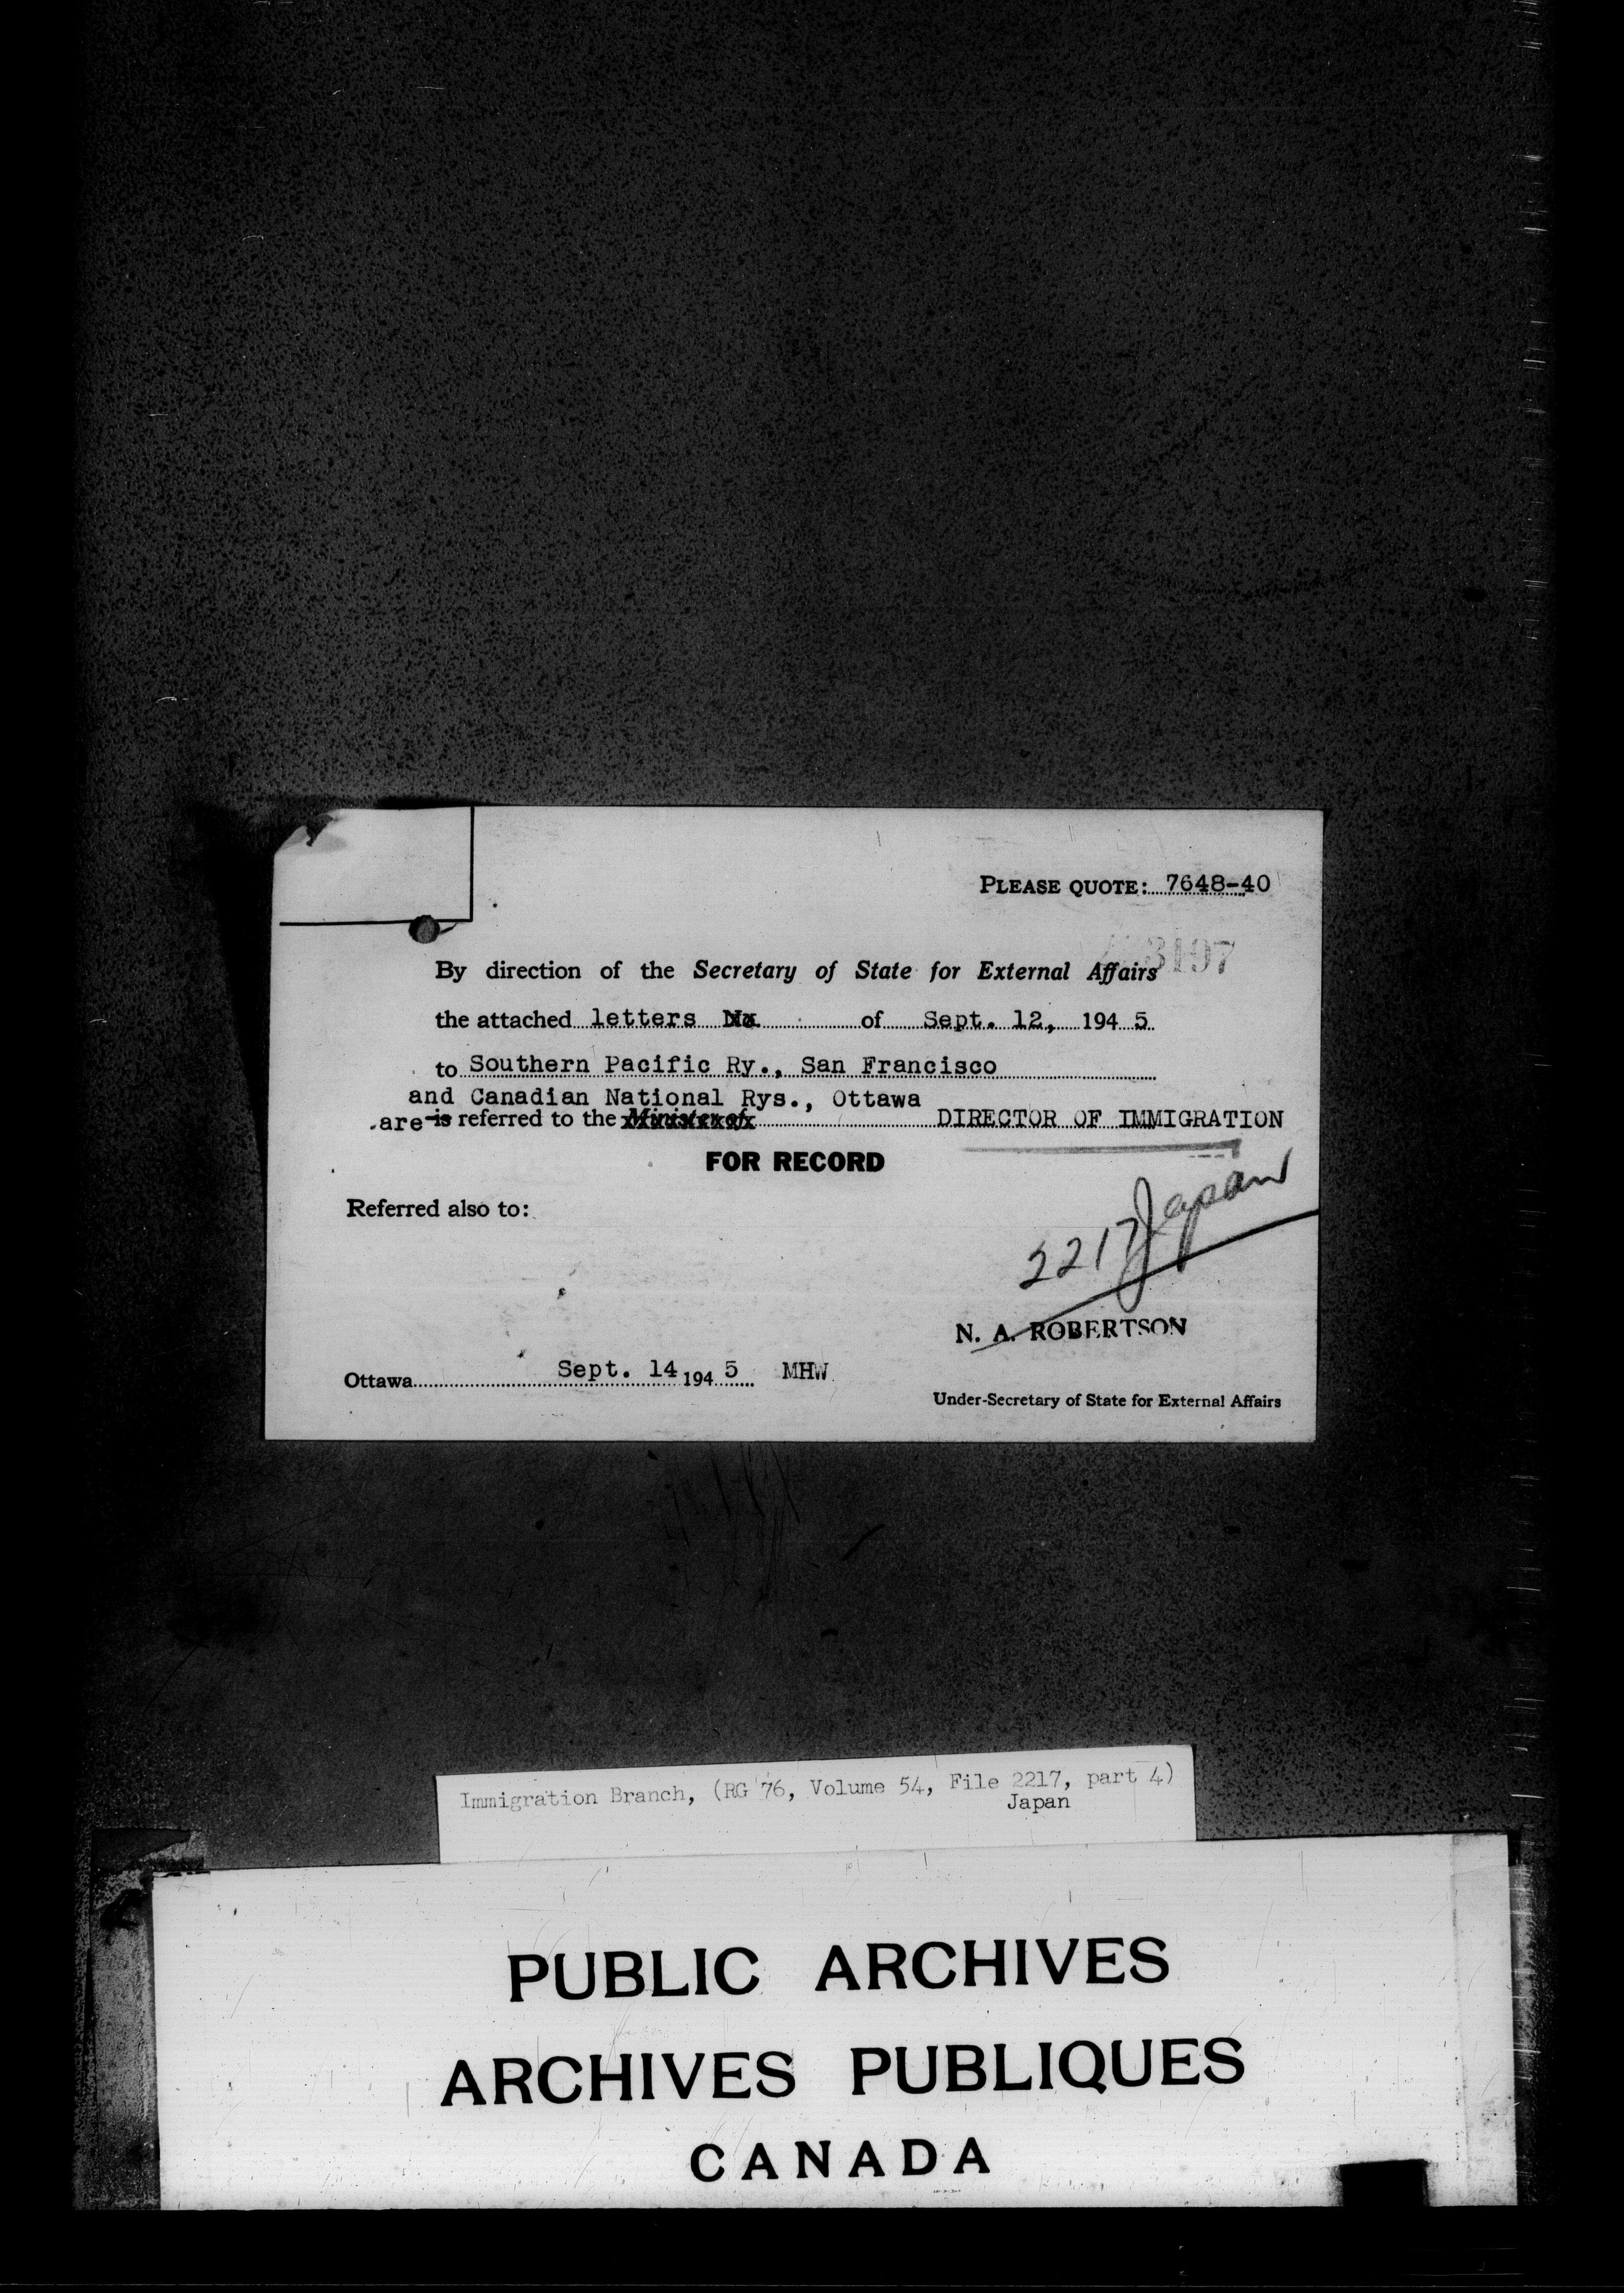 PLEASE QUOTE: 7648-40
3197
By direction of the Secretary of State for External Affairs
the attached letters No. of Sept. 12, 1945
to Southern Pacific Ry., San Francisco
and Canadian National Rys., Ottawa
are is referred to the Minister of DIRECTOR OF IMMIGRATION
FOR RECORD
Referred also to:
2217 Japan
N. A. ROBERTSON
Ottawa Sept. 14 1945 MHW
Under-Secretary of State for External Affairs
Immigration Branch, (RG 76, Volume 54, File 2217, part 4)
Japan
PUBLIC ARCHIVES
ARCHIVES PUBLIQUES
CANADA